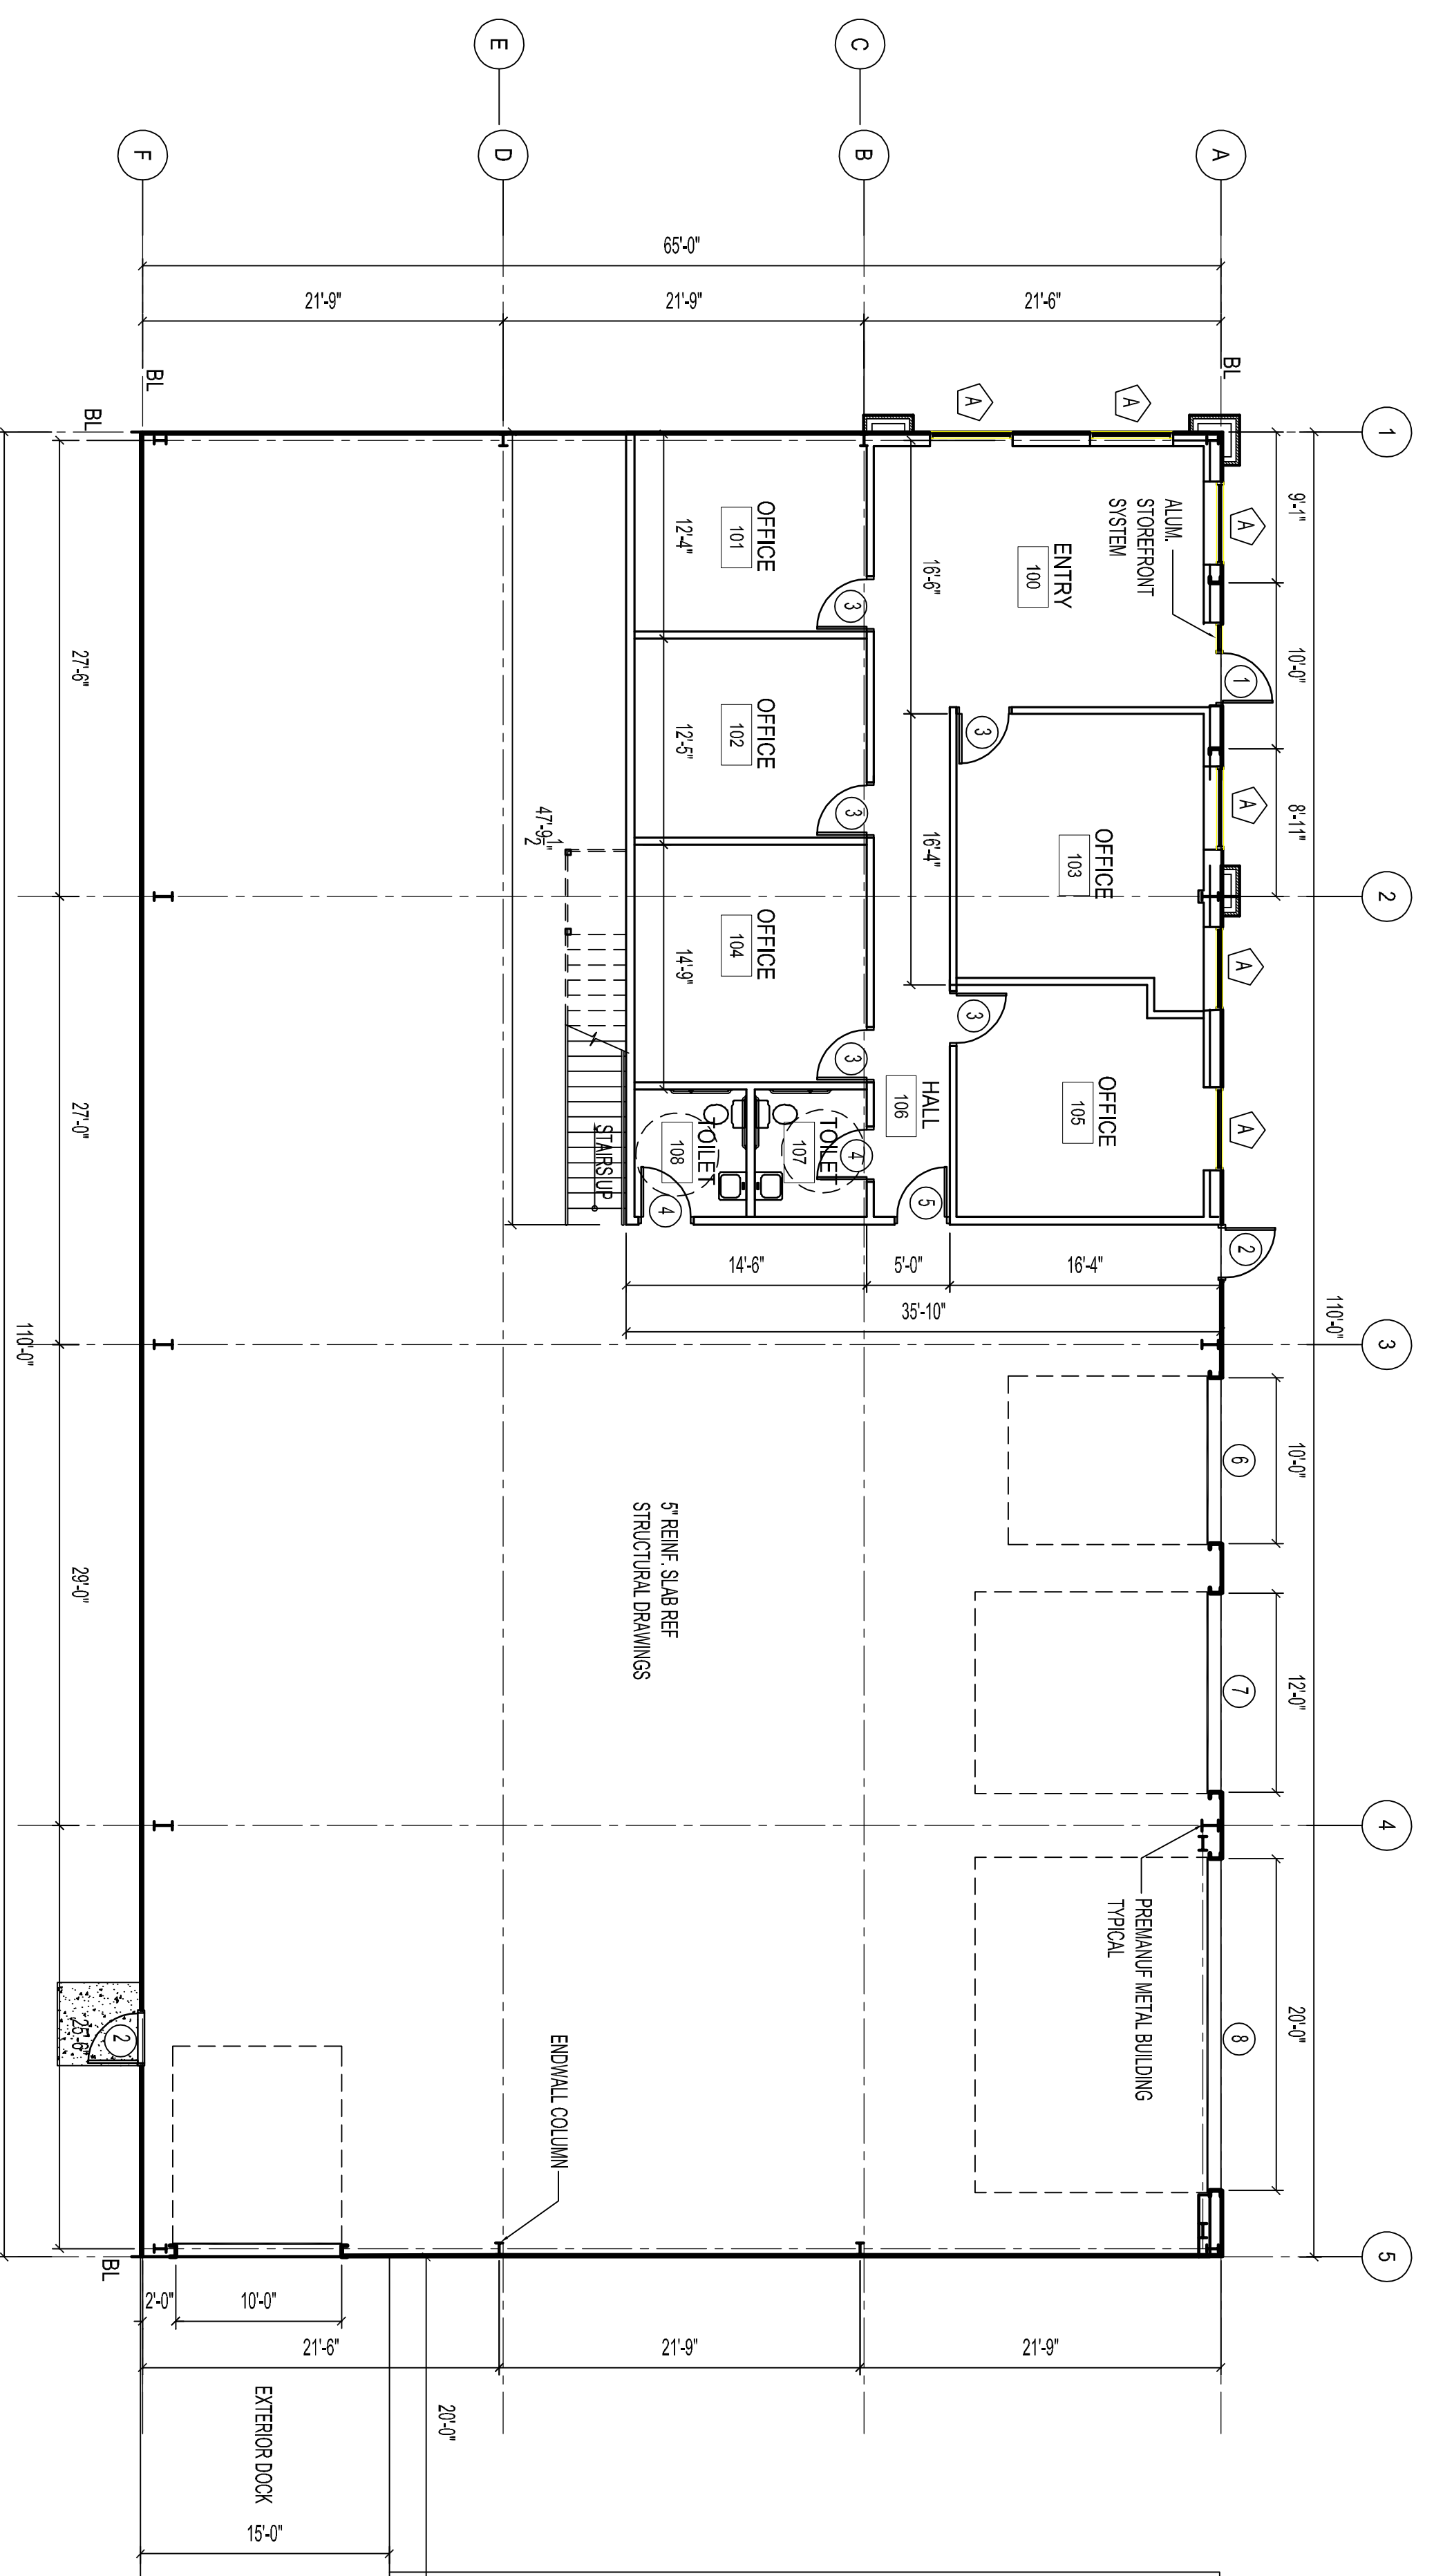 1
2
3
4
5
110'-0"
9'-1"
10'-0"
8'-11"
10'-0"
12'-0"
20'-0"
A
A
A
A
A
A
1
2
6
7
8
E
C
F
D
B
A
65'-0"
21'-9"
21'-9"
21'-6"
BL
BL
BL
BL
ALUM.
STOREFRONT
SYSTEM
ENTRY
100
16'-6"
OFFICE
103
16'-4"
OFFICE
105
HALL
106
OFFICE
101
12'-4"
OFFICE
102
12'-5"
OFFICE
104
14'-9"
TOILET
107
TOILET
108
3
3
3
3
3
4
4
5
47'-9 1/2"
STAIRS UP
14'-6"
5'-0"
16'-4"
35'-10"
5" REINF. SLAB REF
STRUCTURAL DRAWINGS
PREMANUF METAL BUILDING
TYPICAL
ENDWALL COLUMN
27'-6"
27'-0"
29'-0"
25'-6"
2
110'-0"
2'-0"
10'-0"
21'-6"
21'-9"
21'-9"
20'-0"
EXTERIOR DOCK
15'-0"